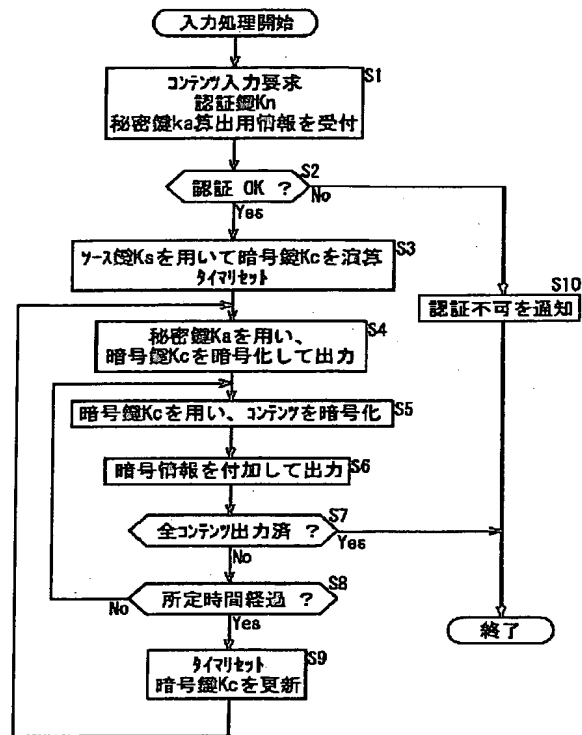 入力処理開始
S1
コンテンツ入力要求
認証鍵Kn
秘密鍵ka算出用情報を受付
S2
認証 OK ?
No
Yes
S3
ソース鍵Ksを用いて暗号鍵Kcを演算
タイマリセット
S10
認証不可を通知
S4
秘密鍵Kaを用い、
暗号鍵Kcを暗号化して出力
S5
暗号鍵Kcを用い、コンテンツを暗号化
S6
暗号情報を付加して出力
S7
全コンテンツ出力済 ?
Yes
No
S8
所定時間経過 ?
No
Yes
終了
S9
タイマリセット
暗号鍵Kcを更新